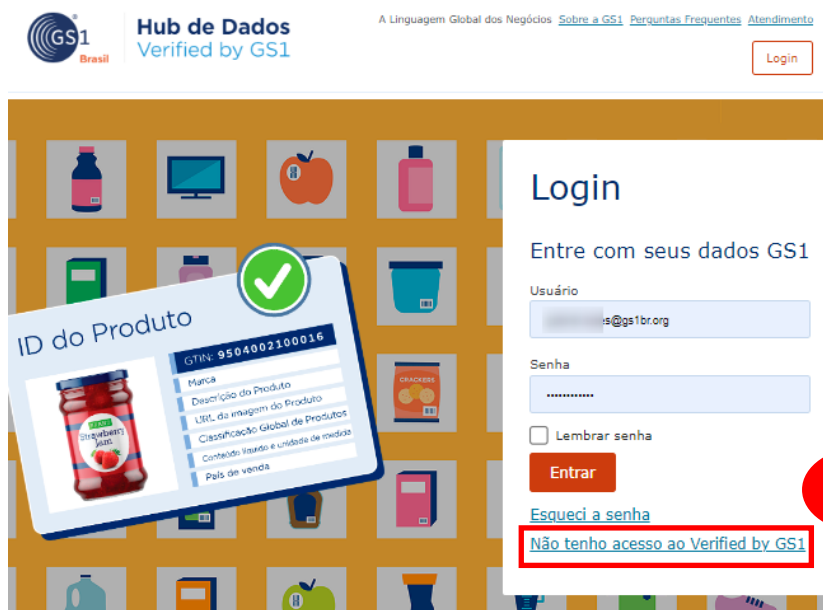 GS1
Brasil
Hub de Dados
Verified by GS1
A Linguagem Global dos Negócios Sobre a GS1 Perguntas Frequentes Atendimento
Login
Login
Entre com seus dados GS1
Usuário
s@gs1br.org
Senha
Lembrar senha
Entrar
Esqueci a senha
Não tenho acesso ao Verified by GS1
ID do Produto
GTIN: 9504002100016
Marca
Descrição do Produto
URL da imagem do Produto
Classificação Global de Produtos
Conteúdo líquido e unidade de medida
País de venda
Strawberry
Jam
CRACKERS